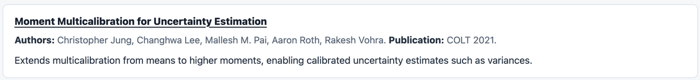 Moment Multicalibration for Uncertainty Estimation
Authors: Christopher Jung, Changhwa Lee, Mallesh M. Pai, Aaron Roth, Rakesh Vohra. Publication: COLT 2021.
Extends multicalibration from means to higher moments, enabling calibrated uncertainty estimates such as variances.